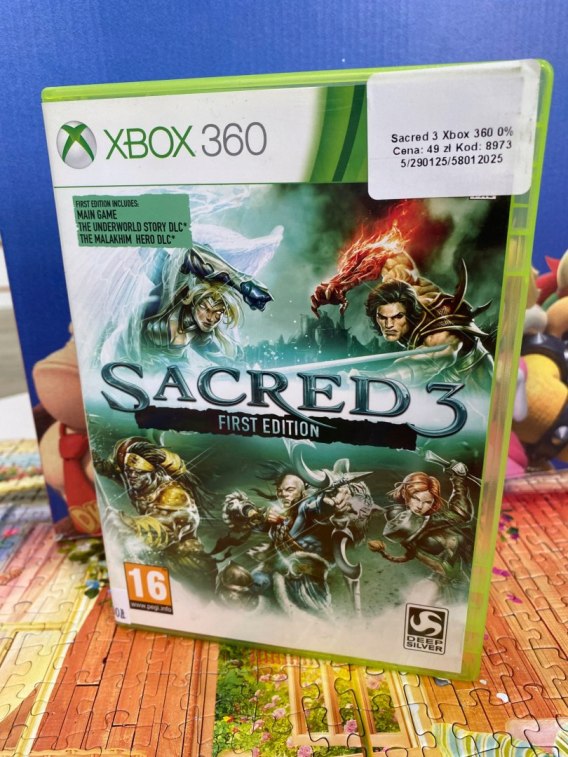 XBOX 360
Sacred 3 Xbox 360 0%
Cena: 49 zł Kod: 8973
5/290125/58012025
FIRST EDITION INCLUDES:
MAIN GAME
THE UNDERWORLD STORY DLC*
THE MALAKHIM HERO DLC*
SACRED 3
FIRST EDITION
16
www.pegi.info
DEEP
SILVER